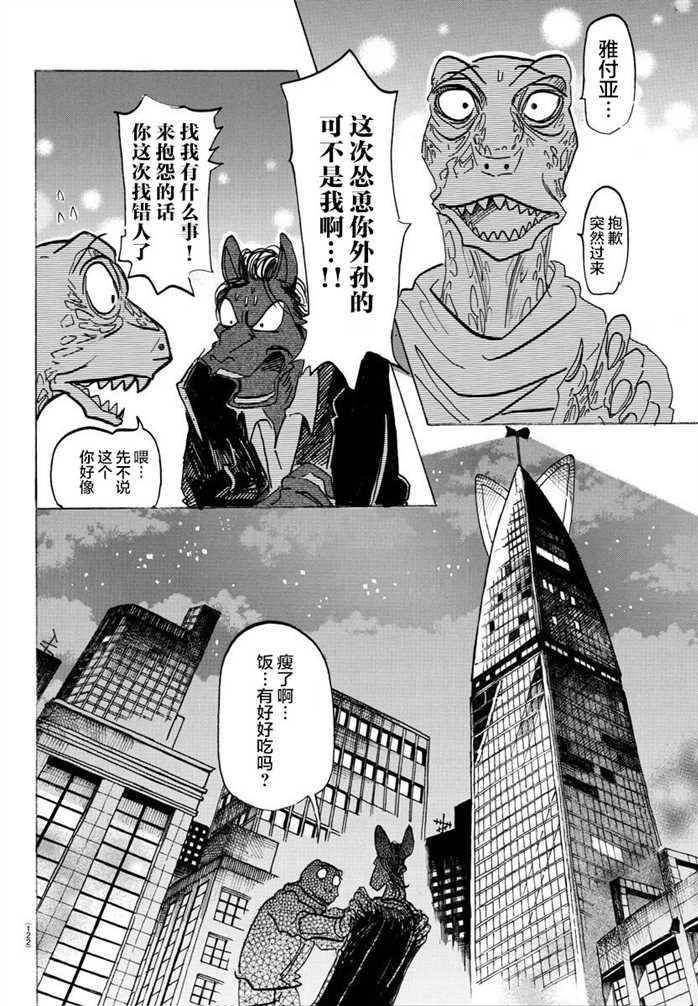 雅付亚…
抱歉
突然过来
这次怂恿你外孙的
可不是我啊…!!
找我有什么事!
来抱怨的话
你这次找错人了
喂…
先不说
这个
你好像
瘦了啊…
饭…有好好吃吗?
122